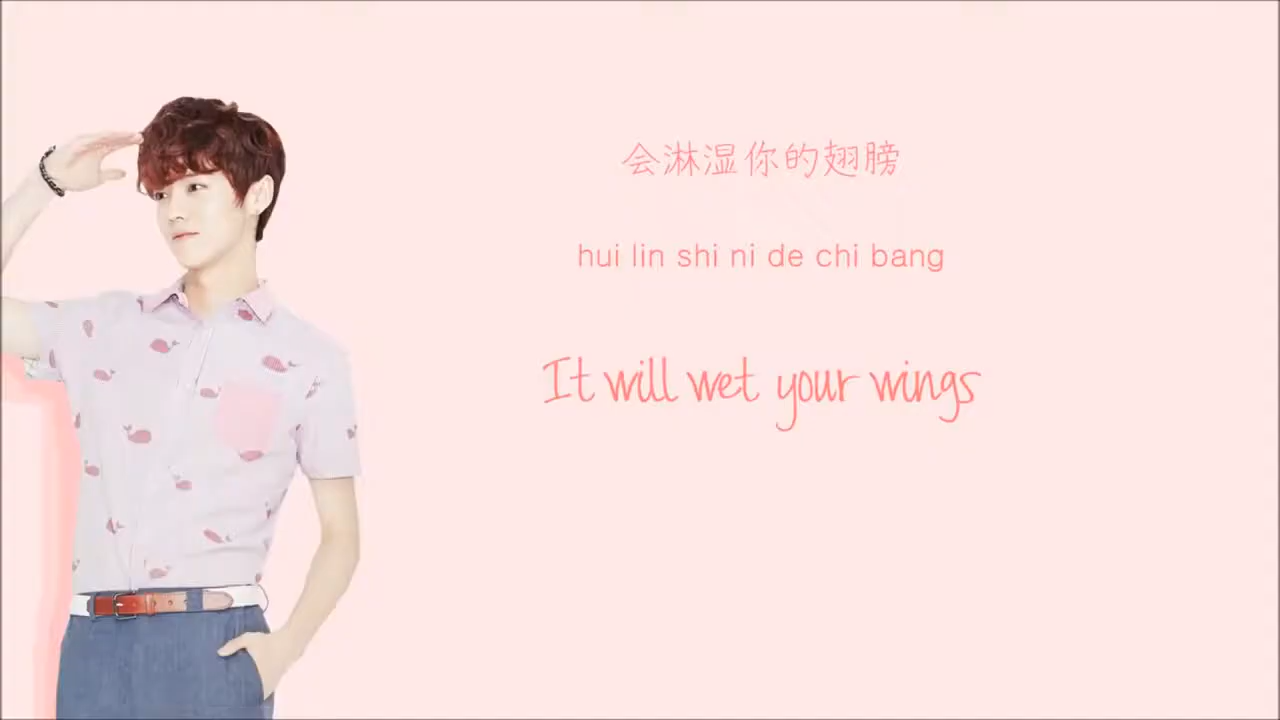 会淋湿你的翅膀
hui lin shi ni de chi bang
It will wet your wings